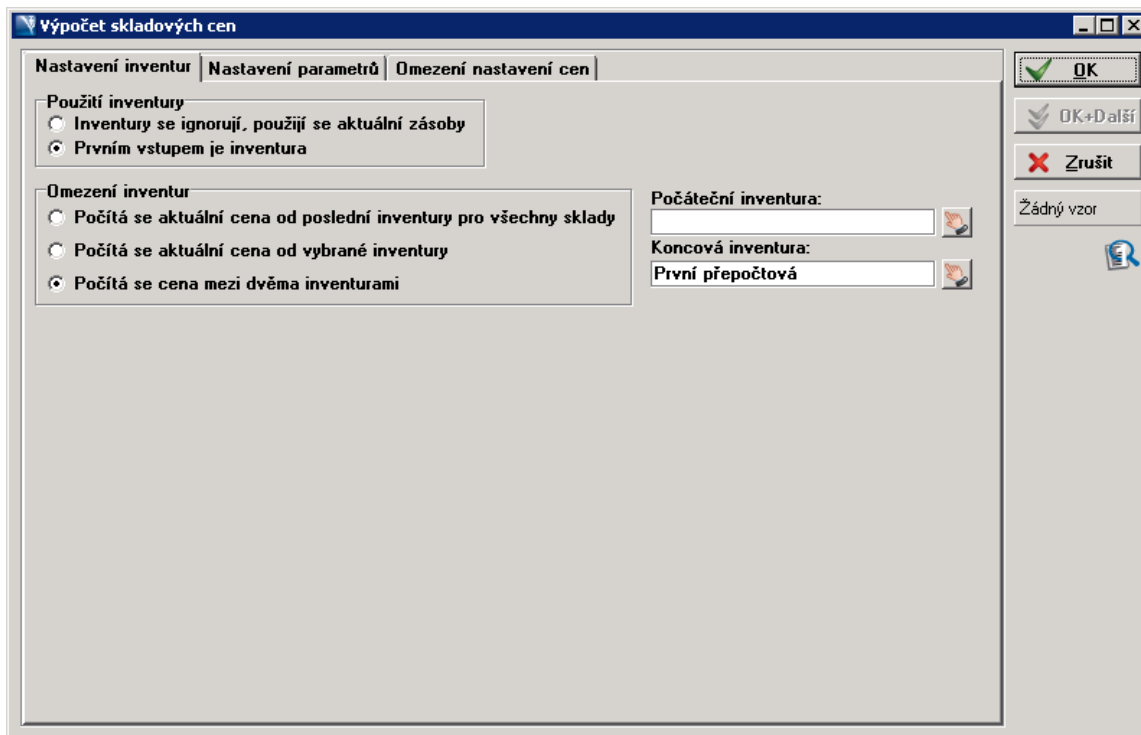 Výpočet skladových cen
Nastavení inventur
Nastavení parametrů
Omezení nastavení cen
Použití inventury
Inventury se ignorují, použijí se aktuální zásoby
Prvním vstupem je inventura
Omezení inventur
Počítá se aktuální cena od poslední inventury pro všechny sklady
Počítá se aktuální cena od vybrané inventury
Počítá se cena mezi dvěma inventurami
Počáteční inventura:
Koncová inventura:
První přepočtová
OK
OK+Další
Zrušit
Žádný vzor